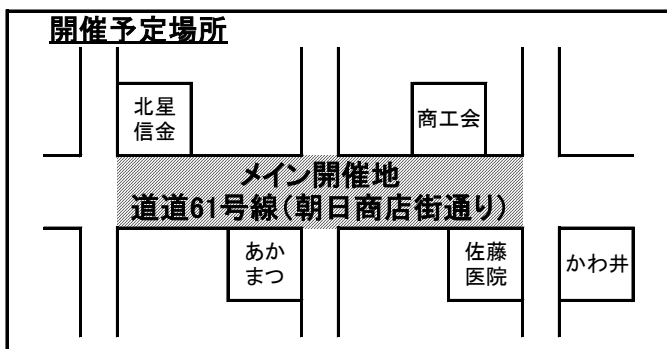 開催予定場所
北星
信金
商工会
メイン開催地
道道61号線(朝日商店街通り)
あか
まつ
佐藤
医院
かわ井